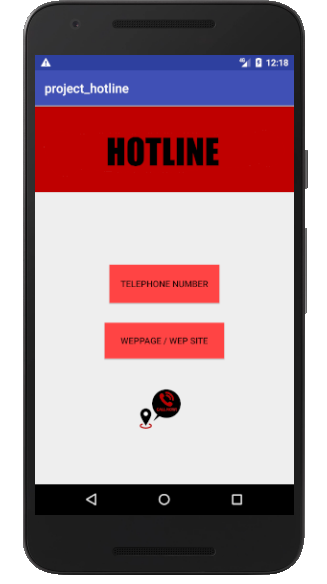 12:18
project_hotline
HOTLINE
TELEPHONE NUMBER
WEPPAGE / WEP SITE